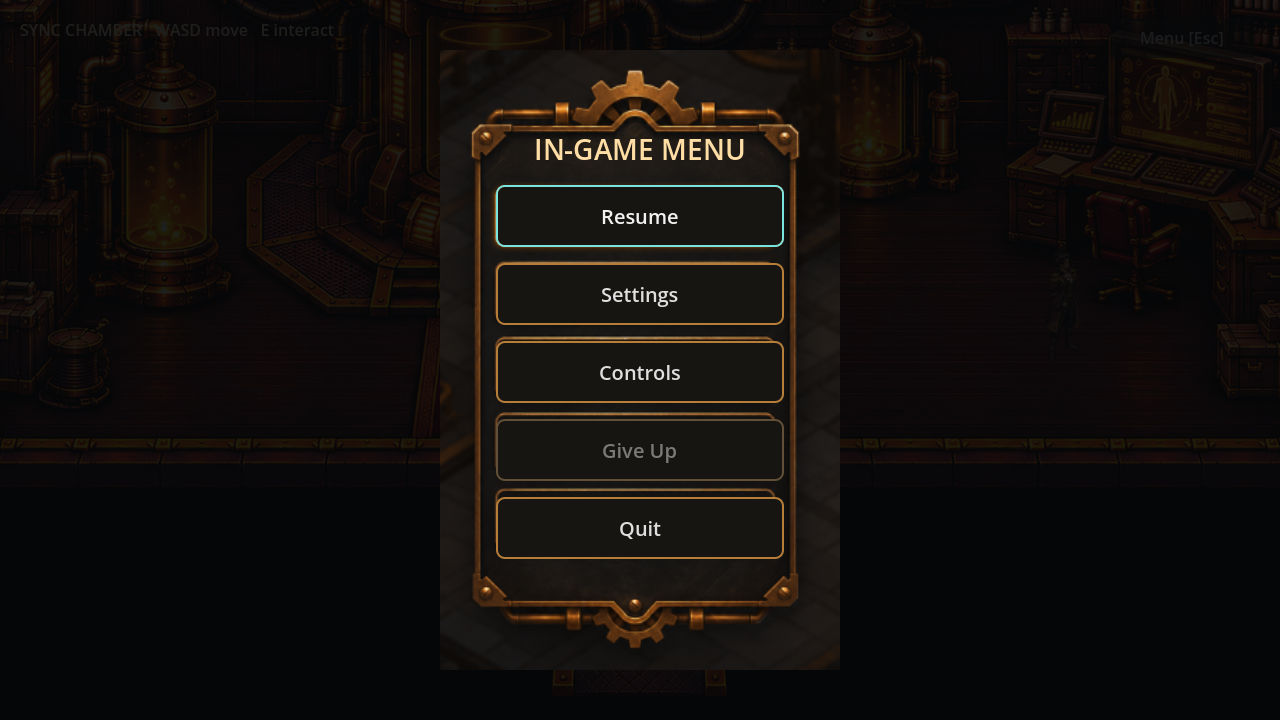 SYNC CHAMBER WASD move E interact
Menu [Esc]
IN-GAME MENU
Resume
Settings
Controls
Give Up
Quit